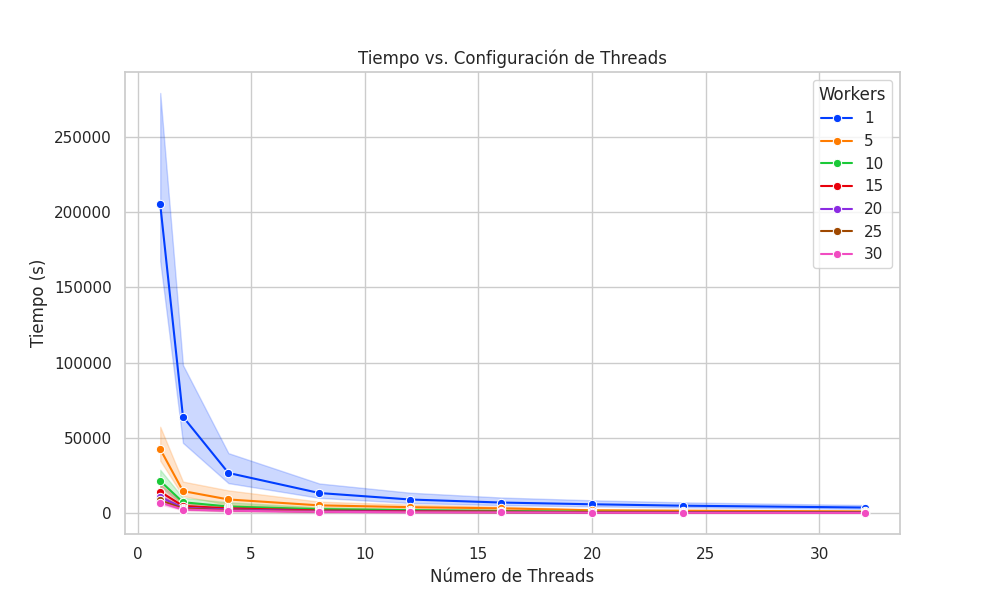 Tiempo vs. Configuración de Threads
Tiempo (s)
250000
200000
150000
100000
50000
0
0 5 10 15 20 25 30
Número de Threads
Workers
1
5
10
15
20
25
30